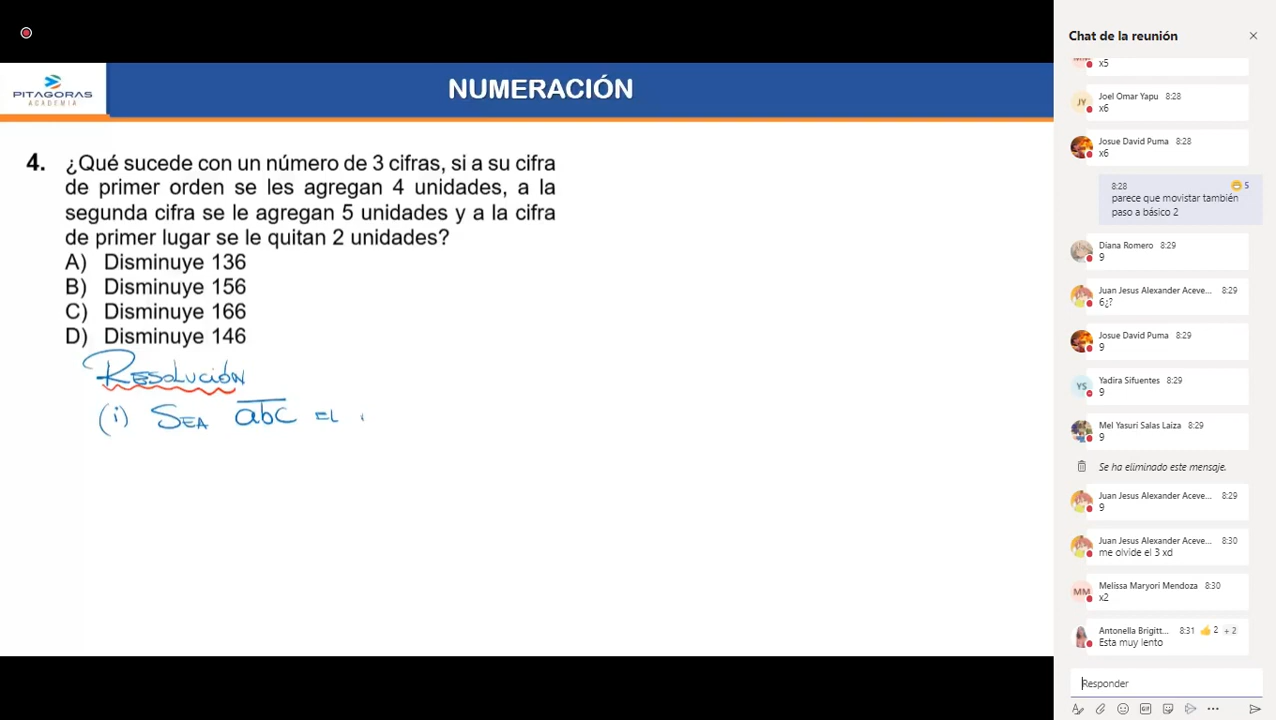 PITAGORAS
ACADEMIA
NUMERACIÓN
4. ¿Qué sucede con un número de 3 cifras, si a su cifra
de primer orden se les agregan 4 unidades, a la
segunda cifra se le agregan 5 unidades y a la cifra
de primer lugar se le quitan 2 unidades?
A) Disminuye 136
B) Disminuye 156
C) Disminuye 166
D) Disminuye 146
RESOLUCIÓN
(i) SEA abc EL
Chat de la reunión
x5
JY
Joel Omar Yapu 8:28
x6
Josue David Puma 8:28
x6
8:28 5
parece que movistar también
paso a básico 2
Diana Romero 8:29
9
Juan Jesus Alexander Aceve... 8:29
6¿?
Josue David Puma 8:29
9
YS
Yadira Sifuentes 8:29
9
Mel Yasuri Salas Laiza 8:29
9
Se ha eliminado este mensaje.
Juan Jesus Alexander Aceve... 8:29
9
Juan Jesus Alexander Aceve... 8:30
me olvide el 3 xd
MM
Melissa Maryori Mendoza 8:30
x2
Antonella Brigitt... 8:31 2 + 2
Esta muy lento
Responder
GIF